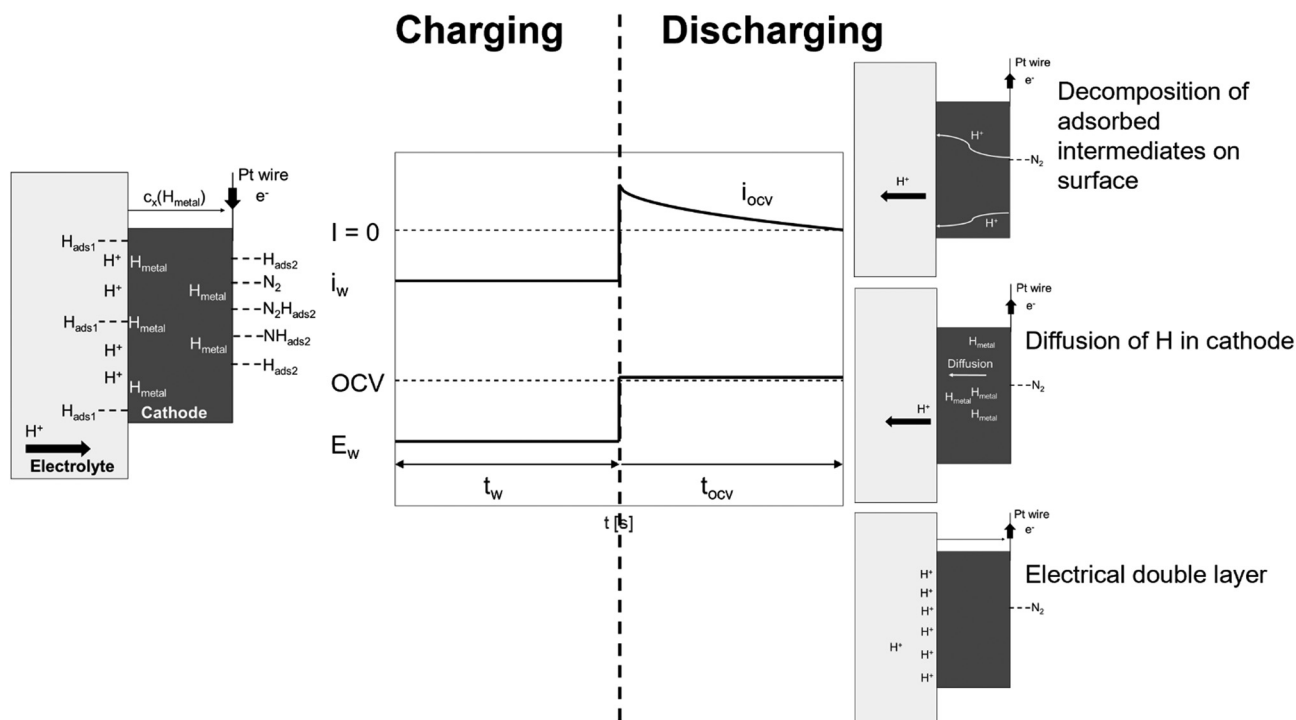 Charging
Discharging
Pt wire
e-
cₓ(H_metal)
H_ads1
H⁺
H_metal
H_ads2
N₂
H⁺
H_metal
N₂H_ads2
H_ads1
H_metal
NH_ads2
H_metal
H⁺
H_ads2
H⁺
H_metal
H_ads1
Cathode
H⁺
Electrolyte
i_ocv
I = 0
i_w
OCV
E_w
t_w
t_ocv
t [s]
Pt wire
e-
H⁺
N₂
H⁺
H⁺
Decomposition of
adsorbed
intermediates on
surface
Pt wire
e-
H_metal
Diffusion
N₂
H_metal
H_metal
H_metal
H⁺
Diffusion of H in cathode
Pt wire
e-
H⁺
H⁺
H⁺
N₂
H⁺
H⁺
H⁺
H⁺
Electrical double layer